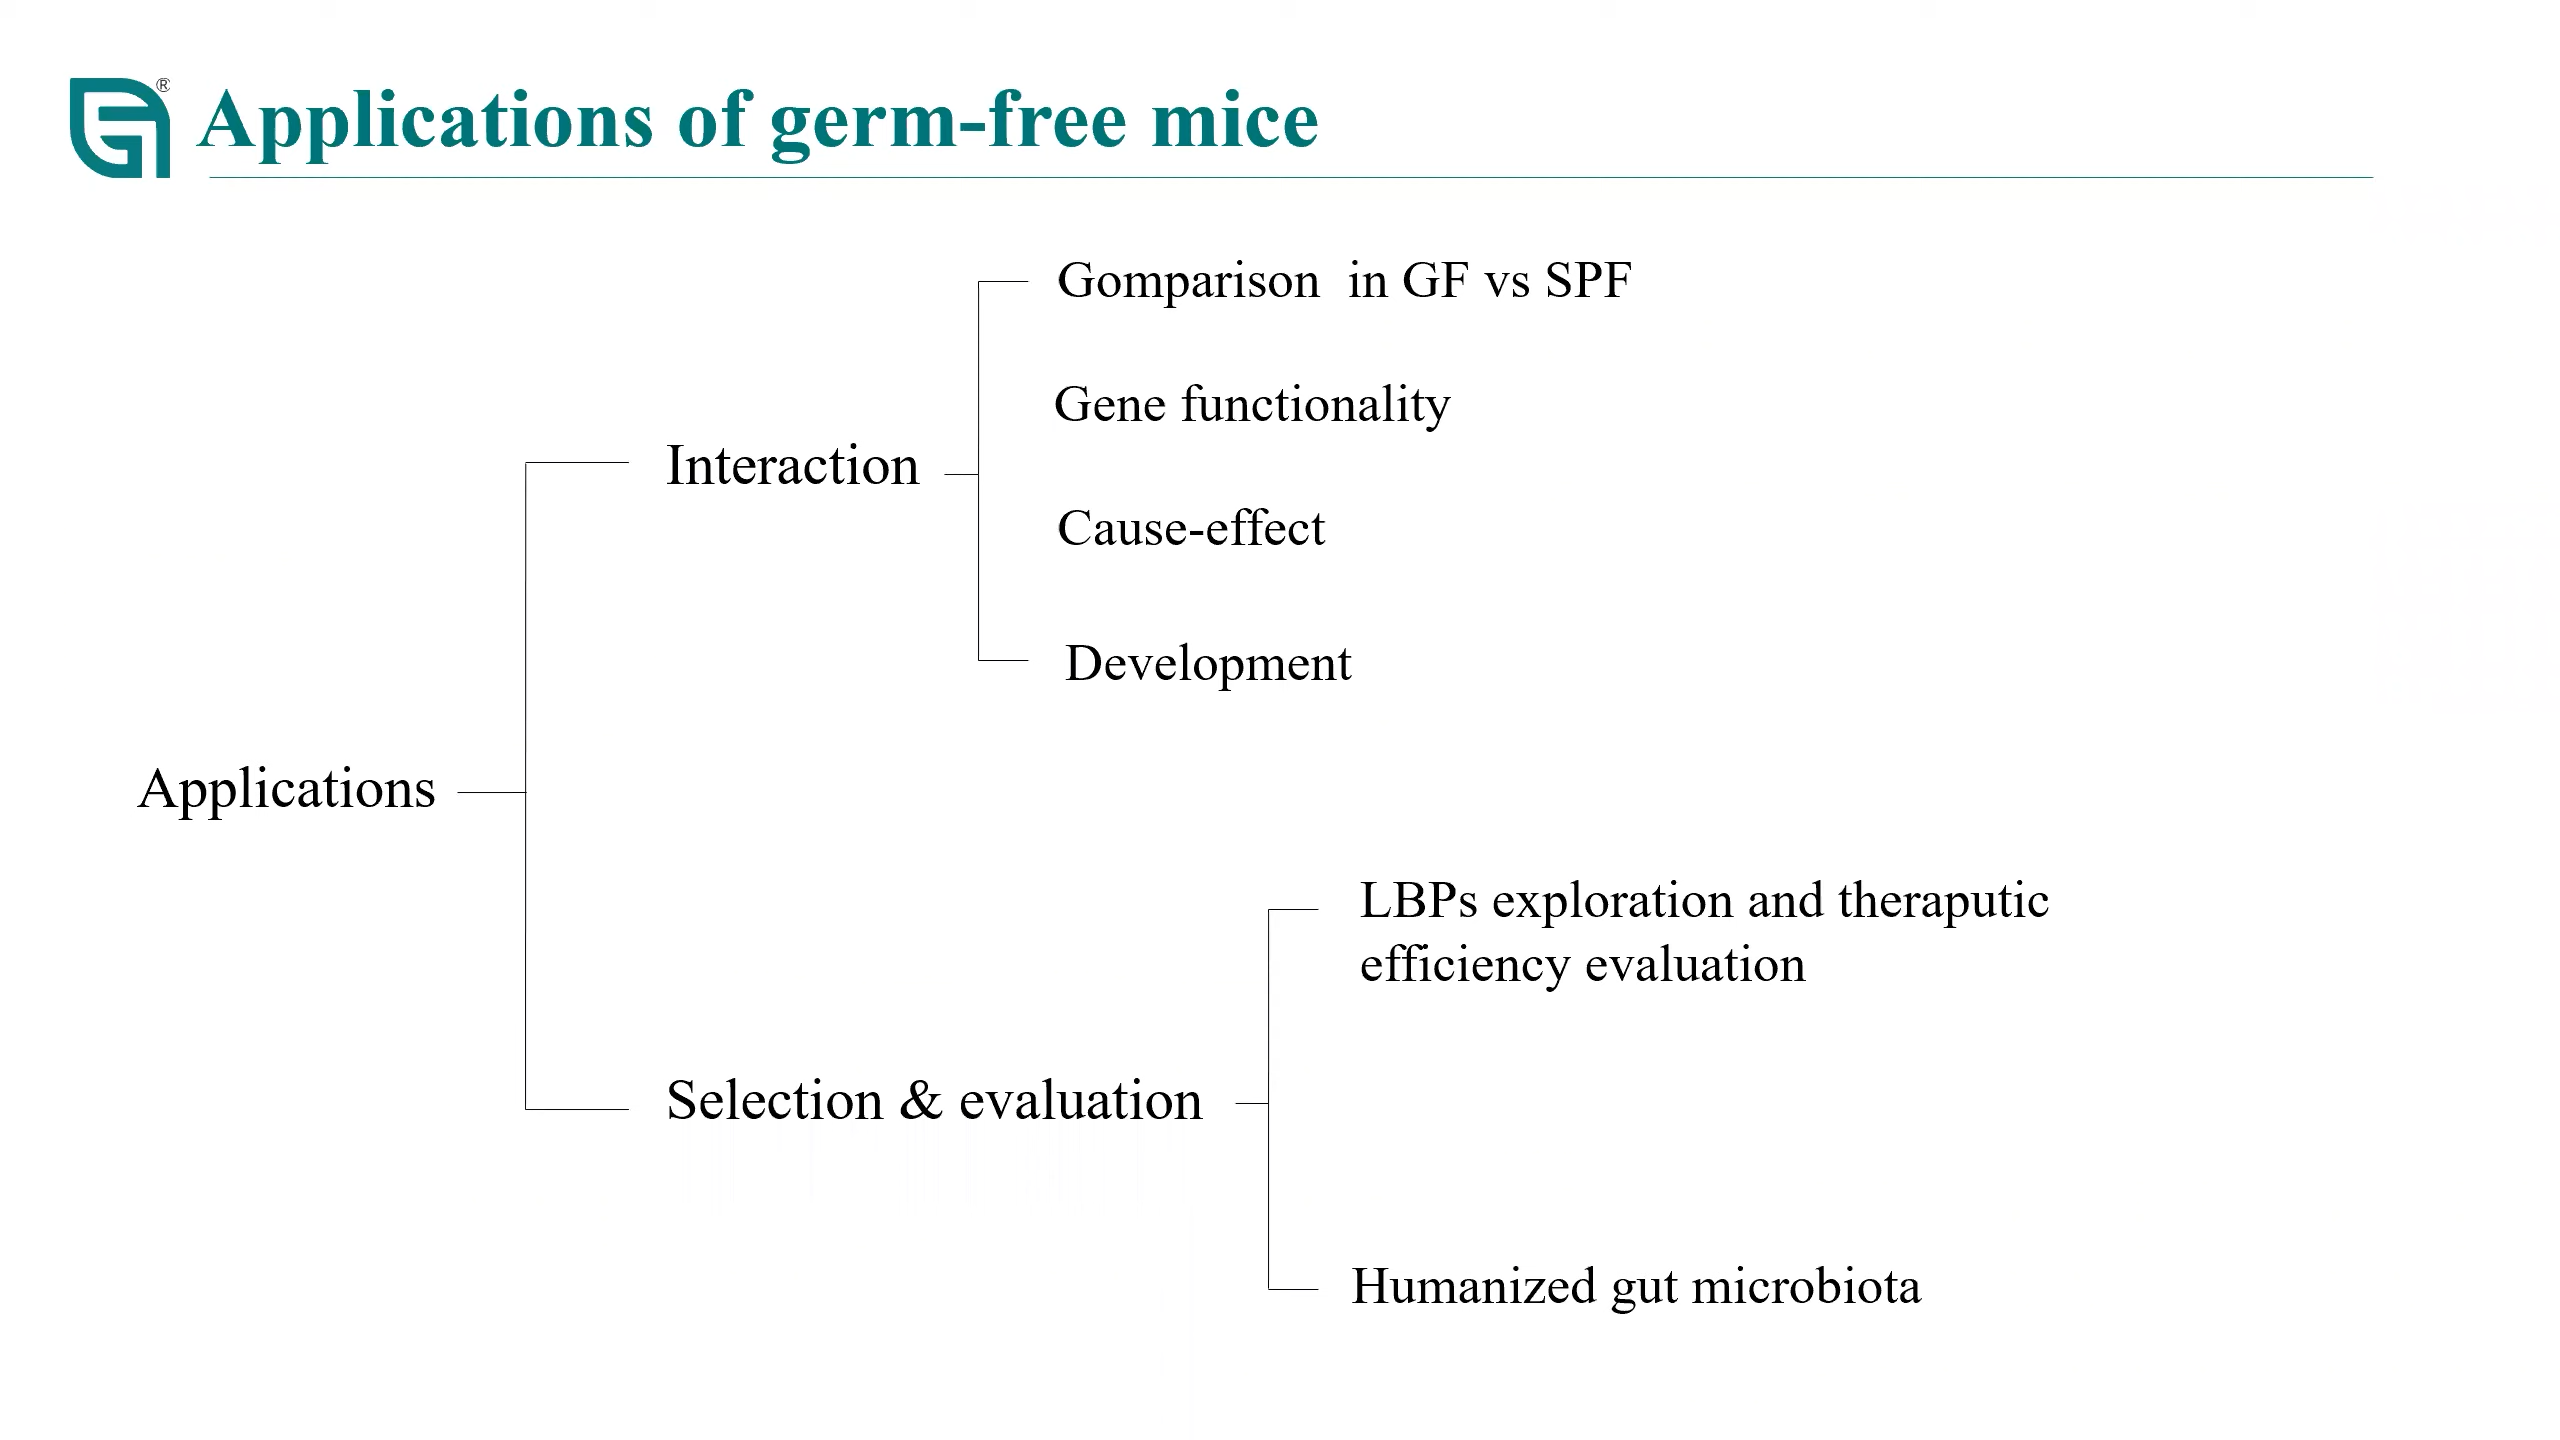 ®
Applications of germ-free mice
Gomparison in GF vs SPF
Gene functionality
Interaction
Cause-effect
Development
Applications
LBPs exploration and theraputic
efficiency evaluation
Selection & evaluation
Humanized gut microbiota